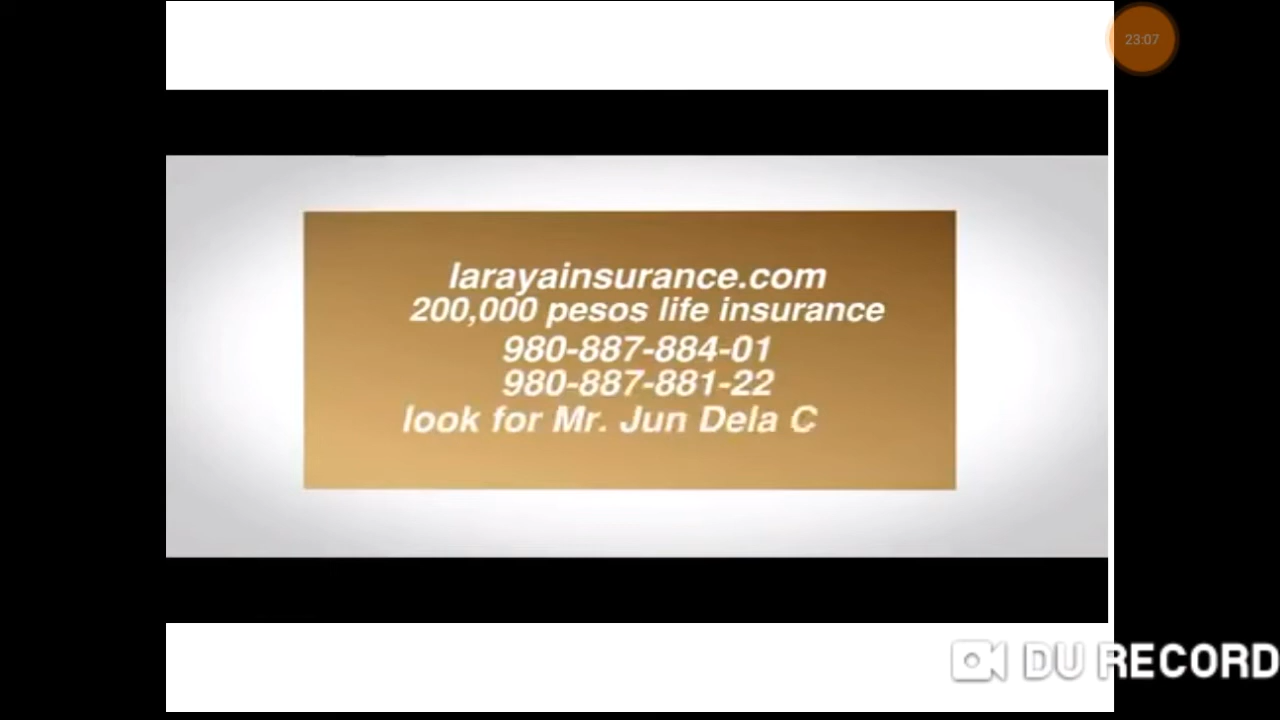 23:07
larayainsurance.com
200,000 pesos life insurance
980-887-884-01
980-887-881-22
look for Mr. Jun Dela C
DU RECORD